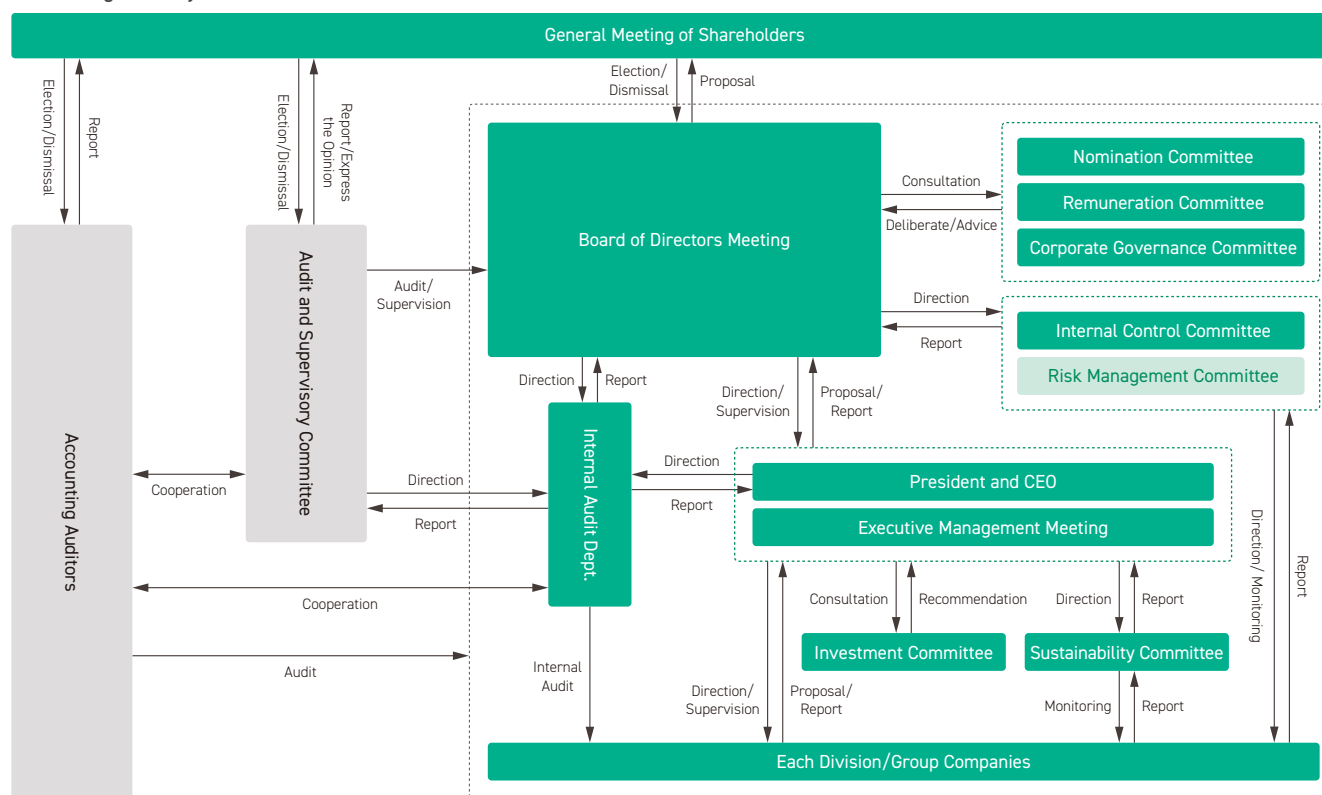 General Meeting of Shareholders
Election/Dismissal
Report
Election/Dismissal
Report/Express
the Opinion
Election/
Dismissal
Proposal
Board of Directors Meeting
Consultation
Deliberate/Advice
Nomination Committee
Remuneration Committee
Corporate Governance Committee
Direction
Report
Internal Control Committee
Risk Management Committee
Accounting Auditors
Audit and Supervisory Committee
Audit/
Supervision
Direction
Report
Direction/
Supervision
Proposal/
Report
Internal Audit Dept.
Cooperation
Direction
Report
Direction
Report
President and CEO
Executive Management Meeting
Direction/ Monitoring
Report
Cooperation
Audit
Internal
Audit
Consultation
Recommendation
Direction
Report
Investment Committee
Sustainability Committee
Direction/
Supervision
Proposal/
Report
Monitoring
Report
Each Division/Group Companies